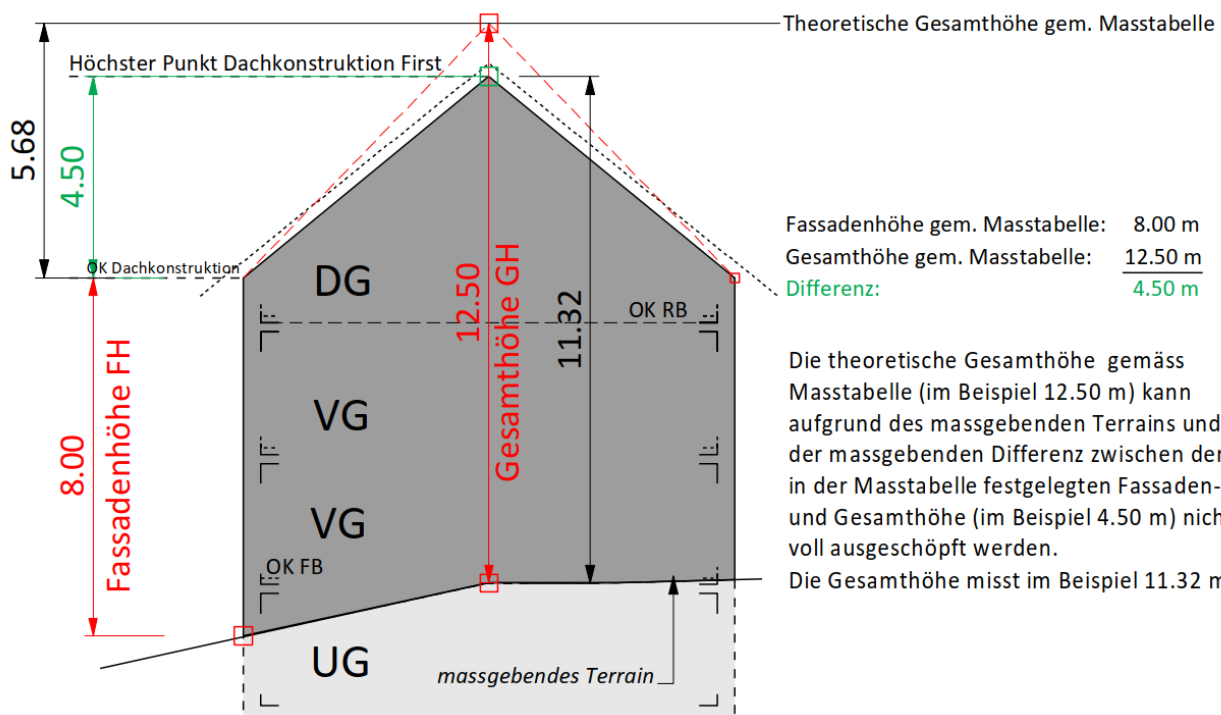 Theoretische Gesamthöhe gem. Masstabelle
Höchster Punkt Dachkonstruktion First
5.68
4.50
OK Dachkonstruktion
DG
12.50
Gesamthöhe GH
11.32
OK RB
Fassadenhöhe gem. Masstabelle: 8.00 m
Gesamthöhe gem. Masstabelle: 12.50 m
Differenz: 4.50 m
8.00
Fassadenhöhe FH
VG
VG
OK FB
UG
massgebendes Terrain
Die theoretische Gesamthöhe gemäss
Masstabelle (im Beispiel 12.50 m) kann
aufgrund des massgebenden Terrains und
der massgebenden Differenz zwischen der
in der Masstabelle festgelegten Fassaden-
und Gesamthöhe (im Beispiel 4.50 m) nich
voll ausgeschöpft werden.
Die Gesamthöhe misst im Beispiel 11.32 m